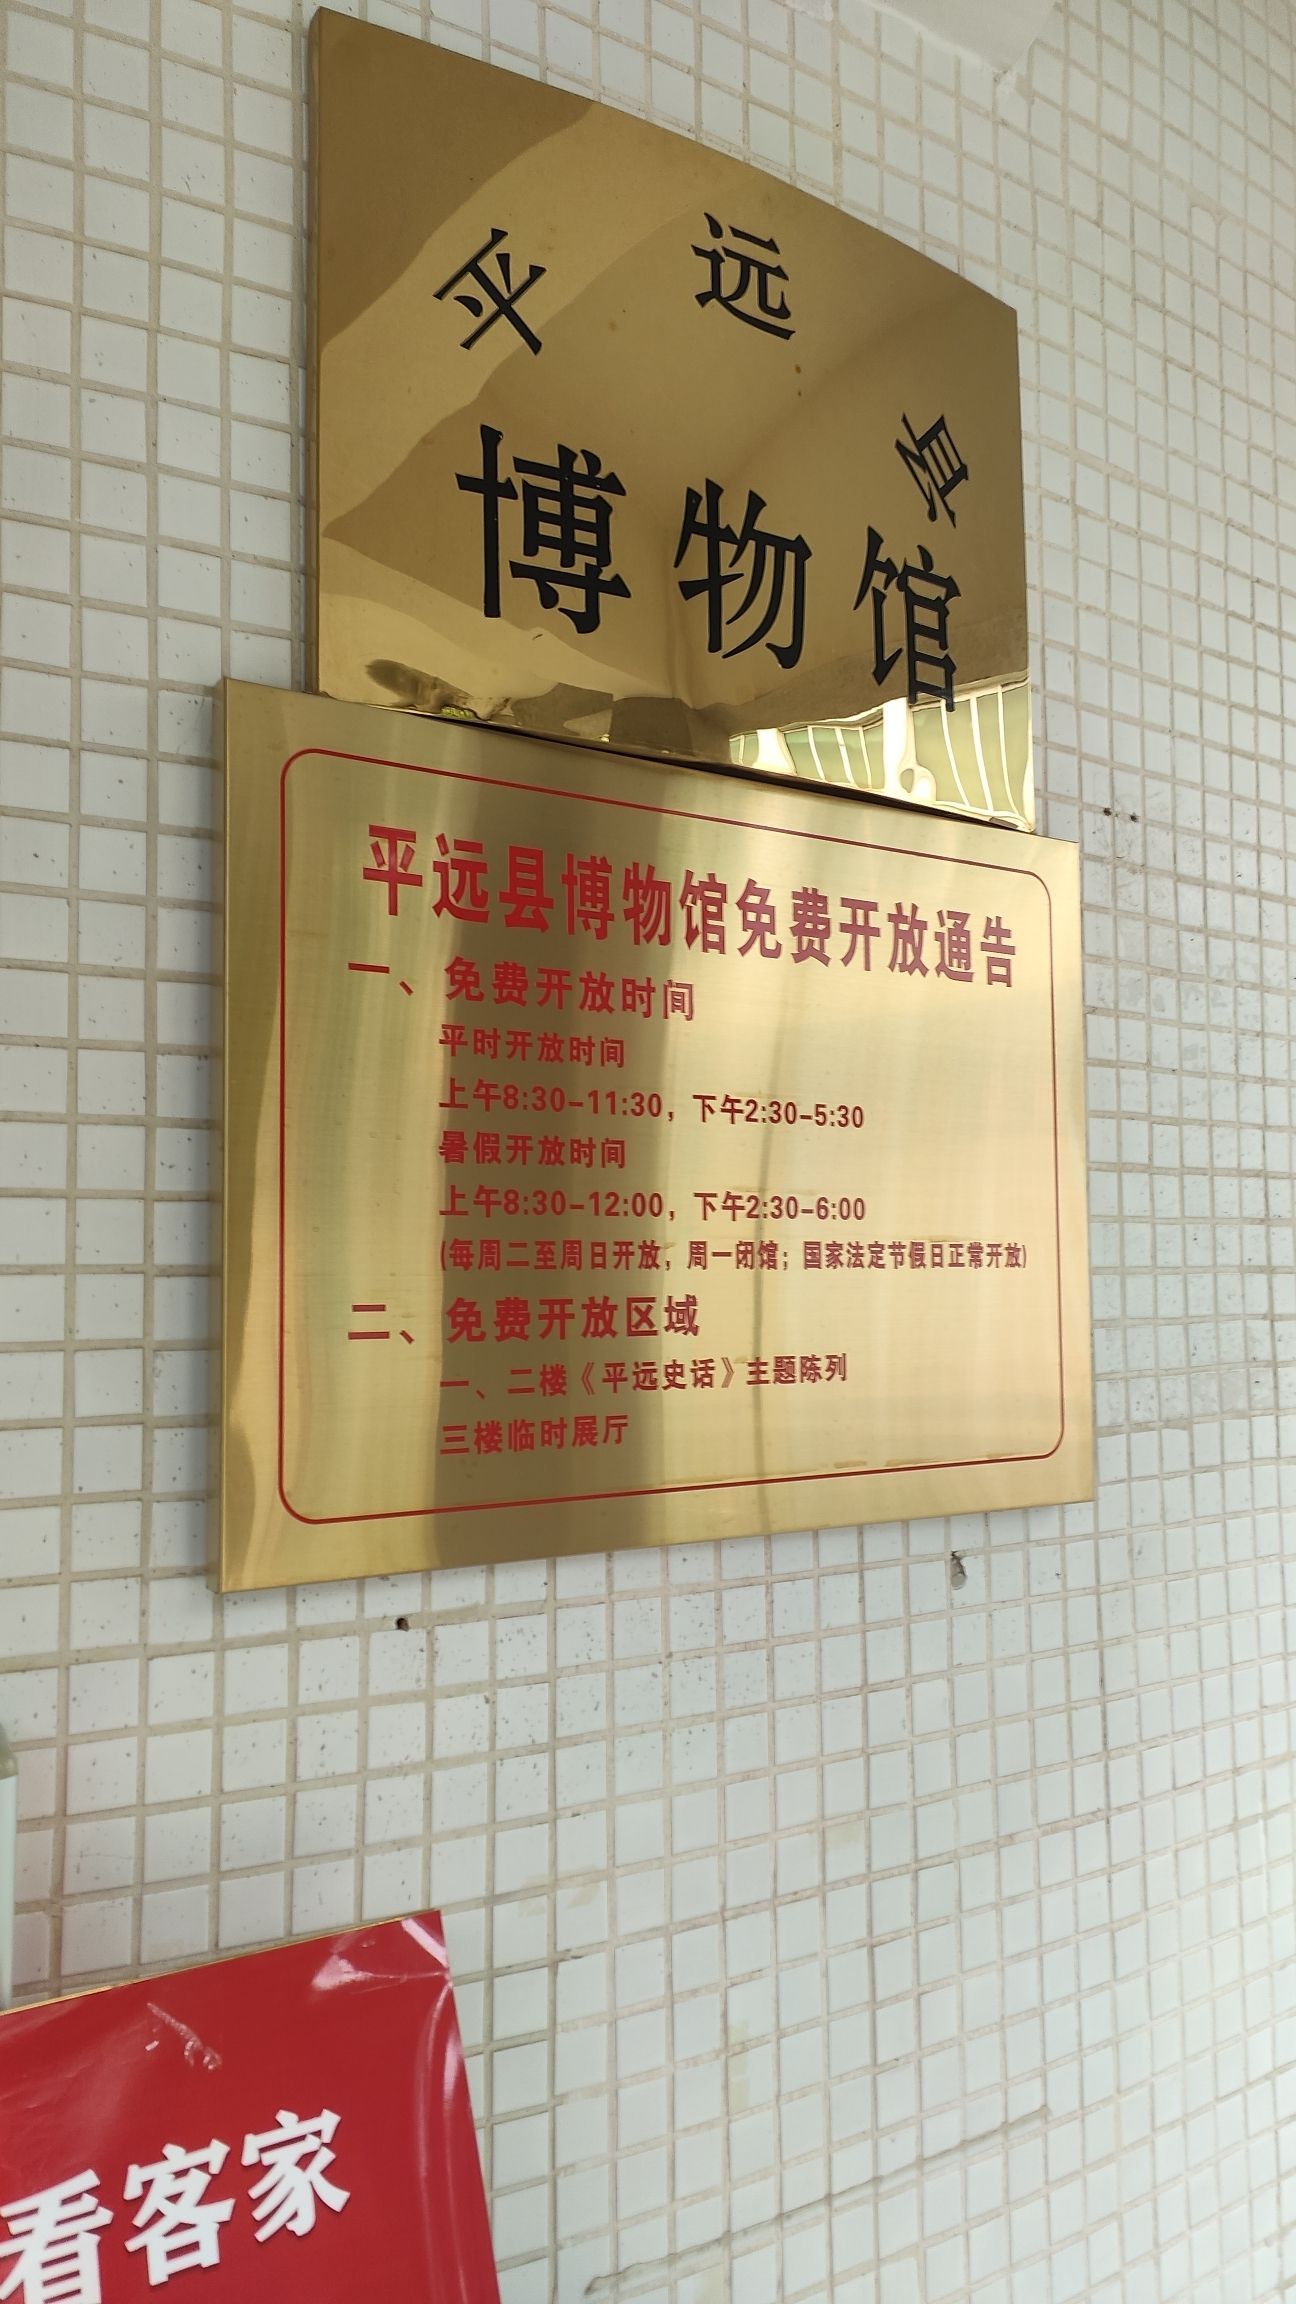 平远县
博物馆
平远县博物馆免费开放通告
一、免费开放时间
平时开放时间
上午8:30-11:30，下午2:30-5:30
暑假开放时间
上午8:30-12:00，下午2:30-6:00
(每周二至周日开放，周一闭馆；国家法定节假日正常开放)
二、免费开放区域
一、二楼《平远史话》主题陈列
三楼临时展厅
看客家